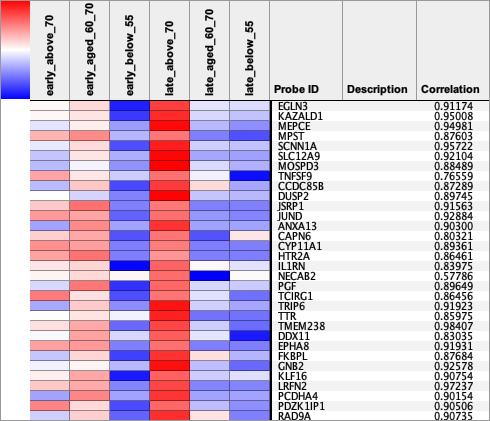 early_above_70
early_aged_60_70
early_below_55
late_above_70
late_aged_60_70
late_below_55
Probe ID Description Correlation
EGLN3 0.91174
KAZALD1 0.95008
MEPCE 0.94981
MPST 0.87603
SCNN1A 0.95722
SLC12A9 0.92104
MOSPD3 0.88489
TNFSF9 0.76559
CCDC85B 0.87289
DUSP2 0.89745
JSRP1 0.91563
JUND 0.92884
ANXA13 0.90300
CAPN6 0.80321
CYP11A1 0.89361
HTR2A 0.86461
IL1RN 0.83975
NECAB2 0.57786
PGF 0.89649
TCIRG1 0.86456
TRIP6 0.91923
TTR 0.85975
TMEM238 0.98407
DDX11 0.83035
EPHA8 0.91931
FKBPL 0.87684
GNB2 0.92578
KLF16 0.90754
LRFN2 0.97237
PCDHA4 0.90154
PDZK1IP1 0.90506
RAD9A 0.90735